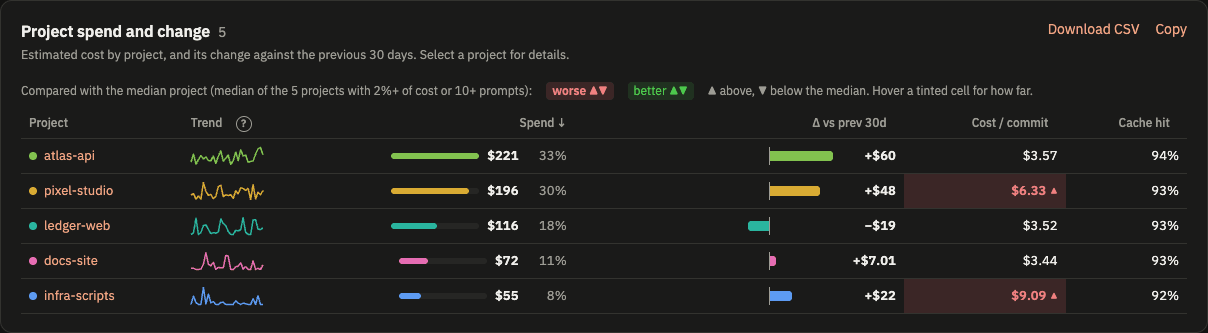 Project spend and change 5
Download CSV Copy
Estimated cost by project, and its change against the previous 30 days. Select a project for details.
Compared with the median project (median of the 5 projects with 2%+ of cost or 10+ prompts): worse ▲▼ better ▲▼ ▲ above, ▼ below the median. Hover a tinted cell for how far.
Project Trend ? Spend ↓ Δ vs prev 30d Cost / commit Cache hit
atlas-api $221 33% +$60 $3.57 94%
pixel-studio $196 30% +$48 $6.33 ▲ 93%
ledger-web $116 18% −$19 $3.52 93%
docs-site $72 11% +$7.01 $3.44 93%
infra-scripts $55 8% +$22 $9.09 ▲ 92%